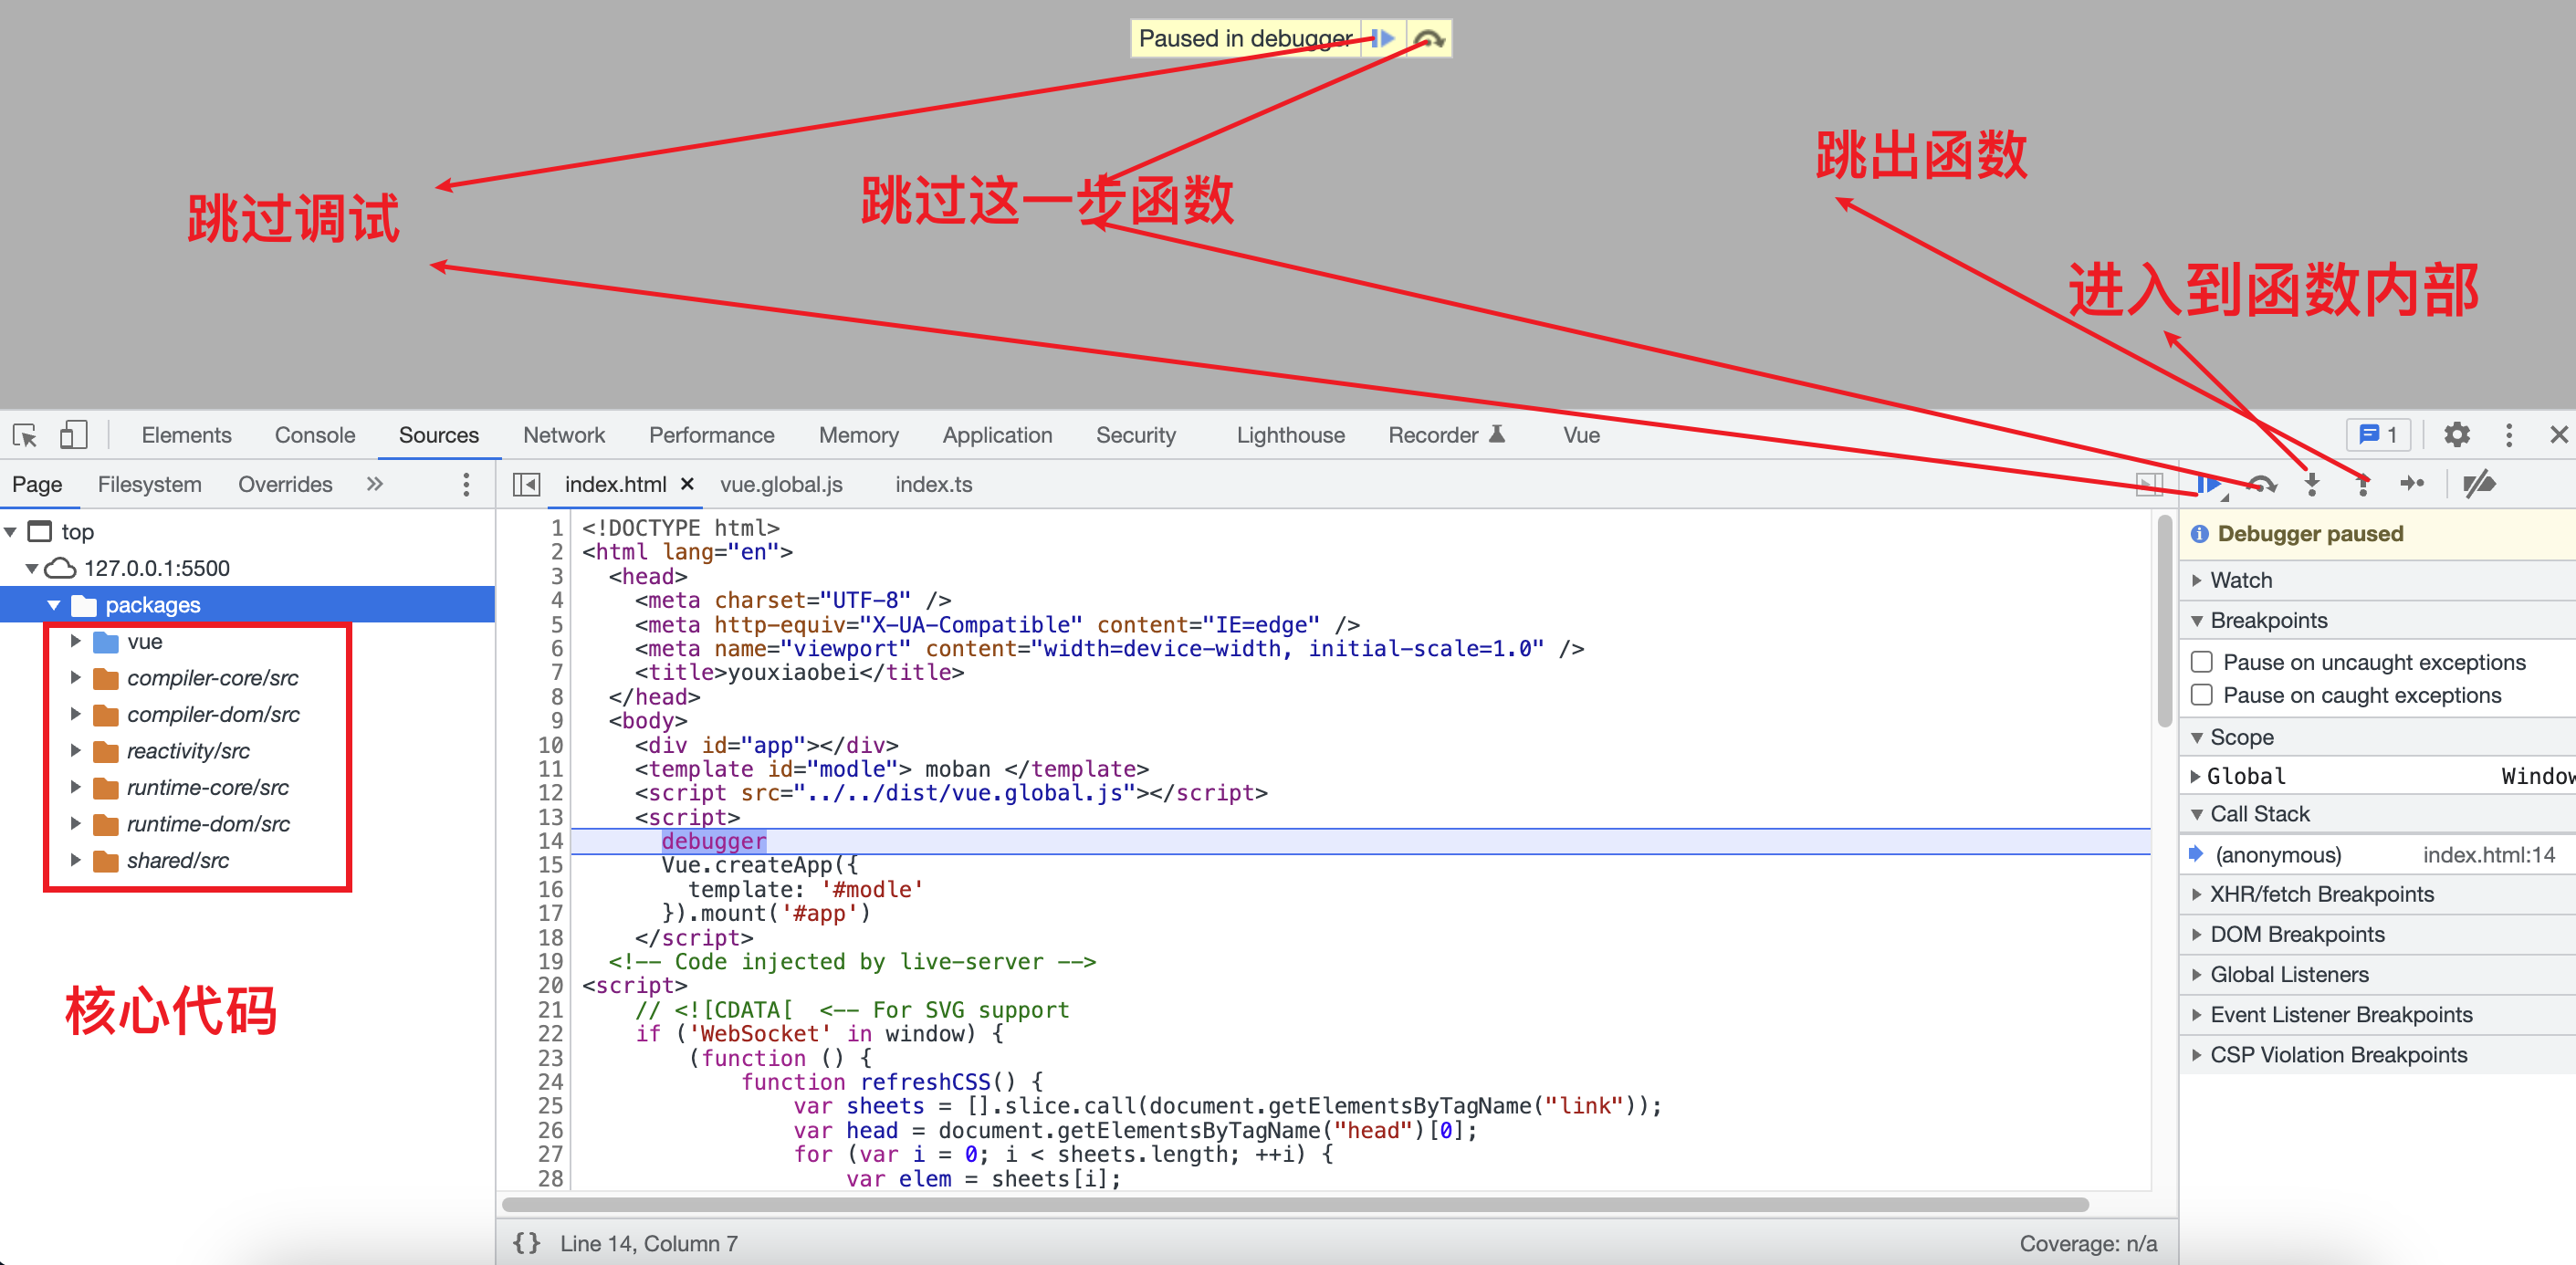 Paused in debugger
跳过调试
跳过这一步函数
跳出函数
进入到函数内部
Elements Console Sources Network Performance Memory Application Security Lighthouse Recorder Vue 1
Page Filesystem Overrides
index.html × vue.global.js index.ts
top
127.0.0.1:5500
packages
vue
compiler-core/src
compiler-dom/src
reactivity/src
runtime-core/src
runtime-dom/src
shared/src
核心代码
1 <!DOCTYPE html>
2 <html lang="en">
3 <head>
4 <meta charset="UTF-8" />
5 <meta http-equiv="X-UA-Compatible" content="IE=edge" />
6 <meta name="viewport" content="width=device-width, initial-scale=1.0" />
7 <title>youxiaobei</title>
8 </head>
9 <body>
10 <div id="app"></div>
11 <template id="modle"> moban </template>
12 <script src="../../dist/vue.global.js"></script>
13 <script>
14 debugger
15 Vue.createApp({
16 template: '#modle'
17 }).mount('#app')
18 </script>
19 <!-- Code injected by live-server -->
20 <script>
21 // <![CDATA[  <-- For SVG support
22 if ('WebSocket' in window) {
23 (function () {
24 function refreshCSS() {
25 var sheets = [].slice.call(document.getElementsByTagName("link"));
26 var head = document.getElementsByTagName("head")[0];
27 for (var i = 0; i < sheets.length; ++i) {
28 var elem = sheets[i];
{} Line 14, Column 7
Coverage: n/a
Debugger paused
Watch
Breakpoints
Pause on uncaught exceptions
Pause on caught exceptions
Scope
Global Window
Call Stack
(anonymous) index.html:14
XHR/fetch Breakpoints
DOM Breakpoints
Global Listeners
Event Listener Breakpoints
CSP Violation Breakpoints